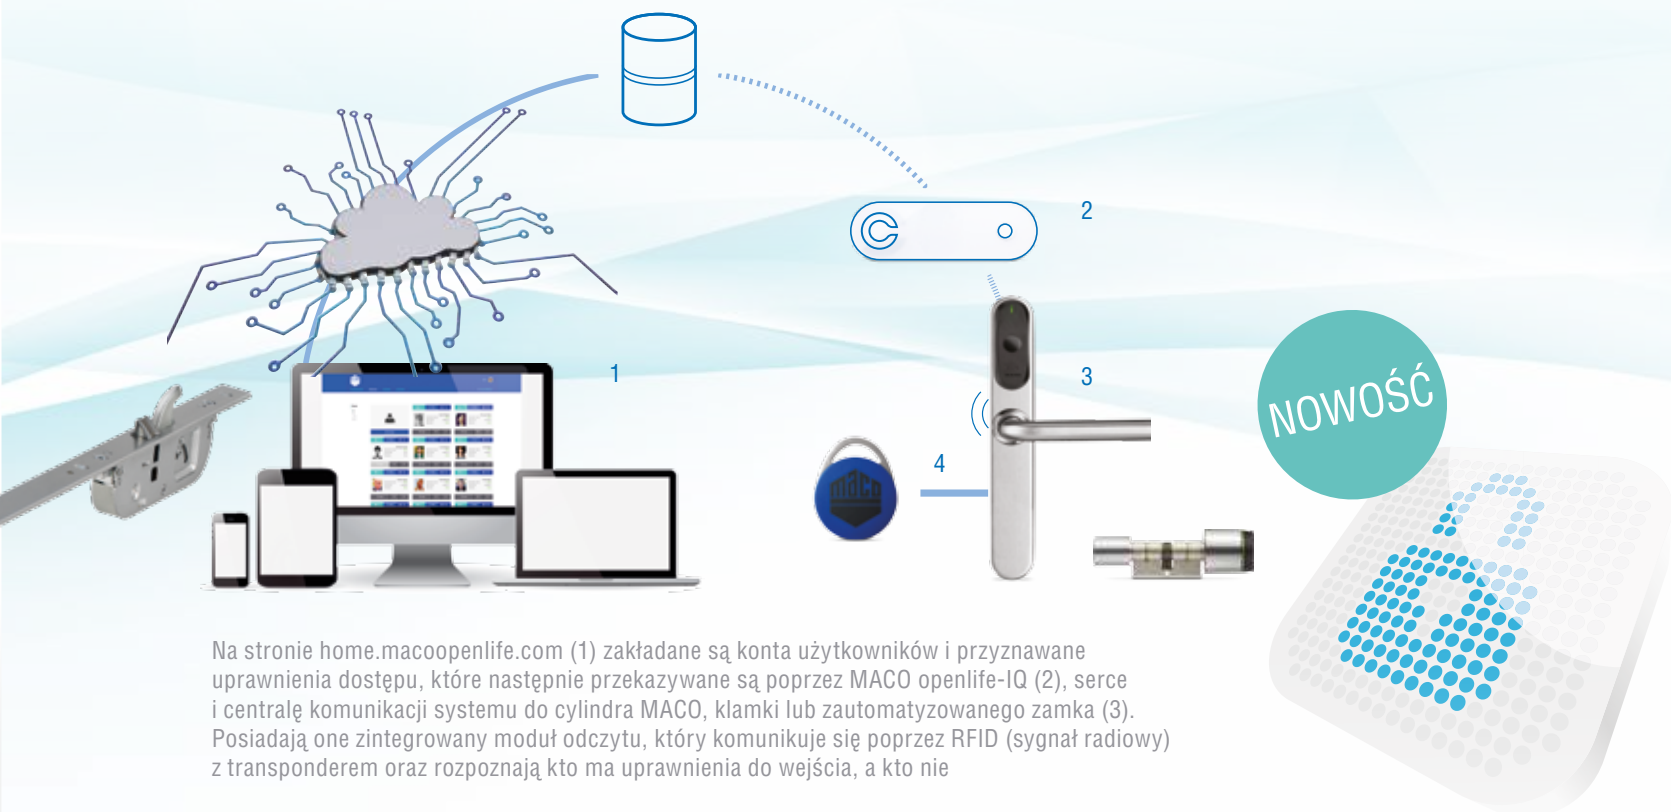 1
2
3
4
maco
NOWOŚĆ
Na stronie home.macoopenlife.com (1) zakładane są konta użytkowników i przyznawane
uprawnienia dostępu, które następnie przekazywane są poprzez MACO openlife-IQ (2), serce
i centralę komunikacji systemu do cylindra MACO, klamki lub zautomatyzowanego zamka (3).
Posiadają one zintegrowany moduł odczytu, który komunikuje się poprzez RFID (sygnał radiowy)
z transponderem oraz rozpoznają kto ma uprawnienia do wejścia, a kto nie